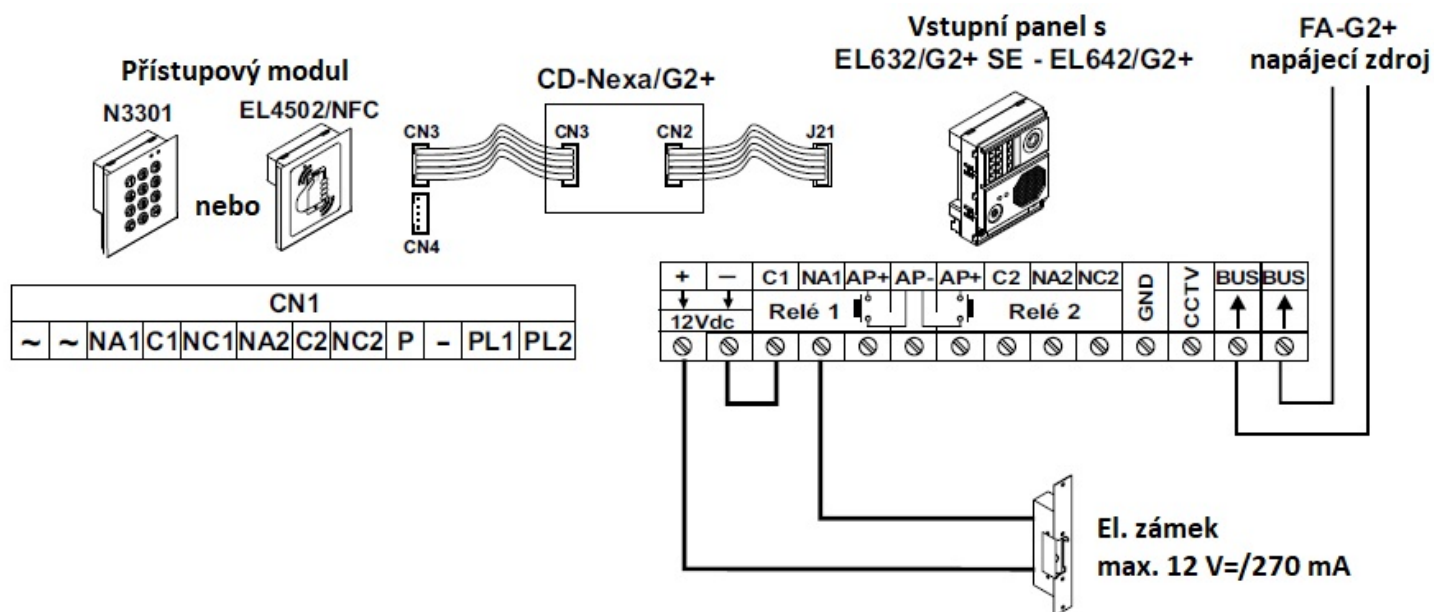 Vstupní panel s
EL632/G2+ SE - EL642/G2+
FA-G2+
napájecí zdroj
Přístupový modul
N3301
EL4502/NFC
nebo
CD-Nexa/G2+
CN3
CN3
CN2
J21
CN4
CN1
~ ~ NA1 C1 NC1 NA2 C2 NC2 P - PL1 PL2
+ - C1 NA1 AP+ AP- AP+ C2 NA2 NC2 GND CCTV BUS BUS
12Vdc Relé 1 Relé 2
El. zámek
max. 12 V=/270 mA